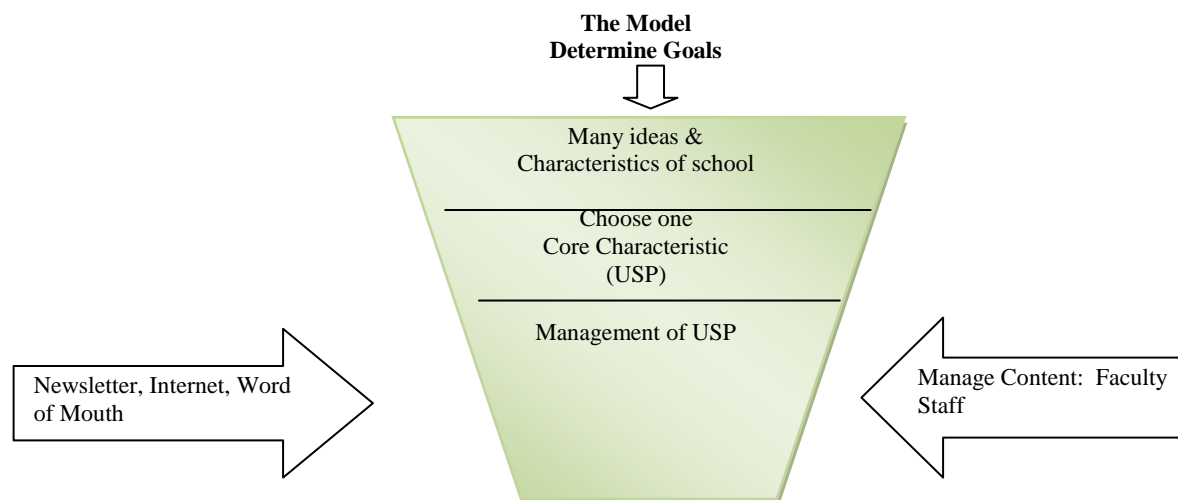 The Model
Determine Goals
Many ideas &
Characteristics of school
Choose one
Core Characteristic
(USP)
Management of USP
Newsletter, Internet, Word
of Mouth
Manage Content: Faculty
Staff